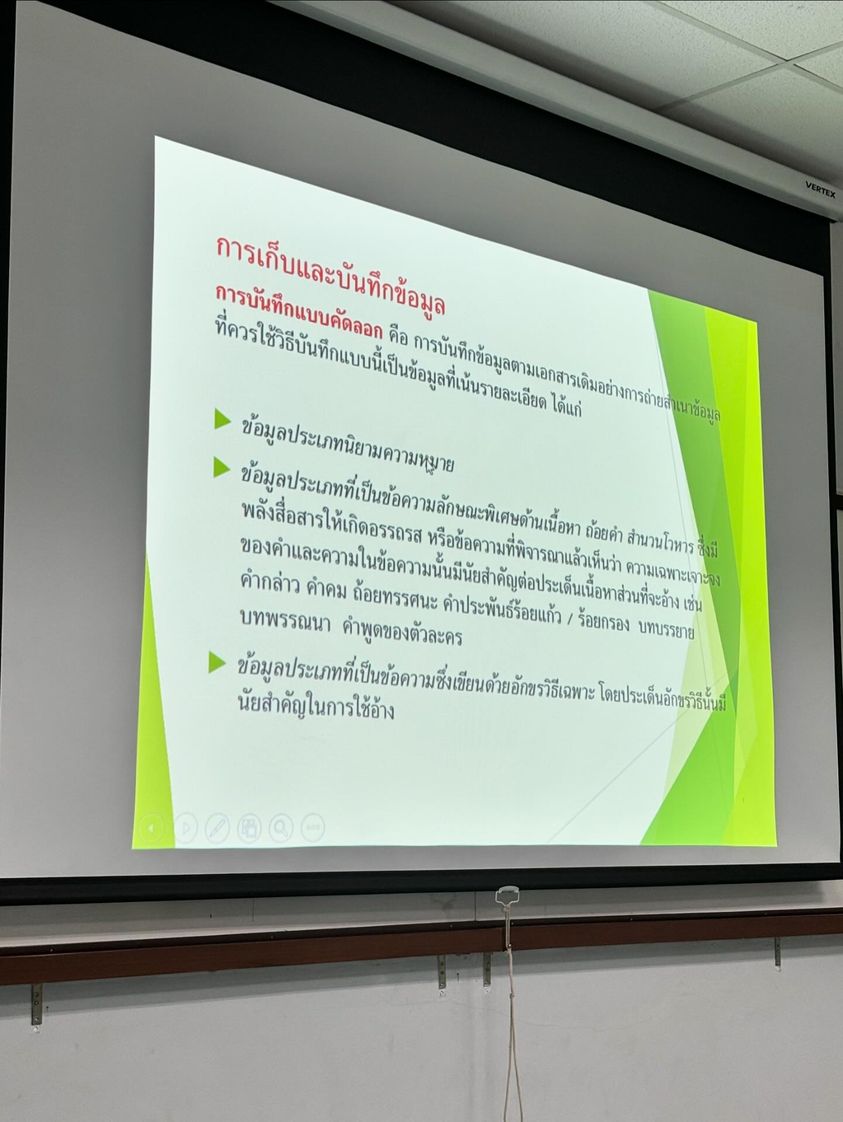 VERTEX
การเก็บและบันทึกข้อมูล
การบันทึกแบบคัดลอก คือ การบันทึกข้อมูลตามเอกสารเดิมอย่างการถ่ายสำเนาข้อมูล
ที่ควรใช้วิธีบันทึกแบบนี้เป็นข้อมูลที่เน้นรายละเอียด ได้แก่
ข้อมูลประเภทนิยามความหมาย
ข้อมูลประเภทที่เป็นข้อความลักษณะพิเศษด้านเนื้อหา ถ้อยคำ สำนวนโวหาร ซึ่งมี
พลังสื่อสารให้เกิดอรรถรส หรือข้อความที่พิจารณาแล้วเห็นว่า ความเฉพาะเจาะจง
ของคำและความในข้อความนั้นมีนัยสำคัญต่อประเด็นเนื้อหาส่วนที่จะอ้าง เช่น
คำกล่าว คำคม ถ้อยทรรศนะ คำประพันธ์ร้อยแก้ว / ร้อยกรอง บทบรรยาย
บทพรรณนา คำพูดของตัวละคร
ข้อมูลประเภทที่เป็นข้อความซึ่งเขียนด้วยอักขรวิธีเฉพาะ โดยประเด็นอักขรวิธีนั้นมี
นัยสำคัญในการใช้อ้าง